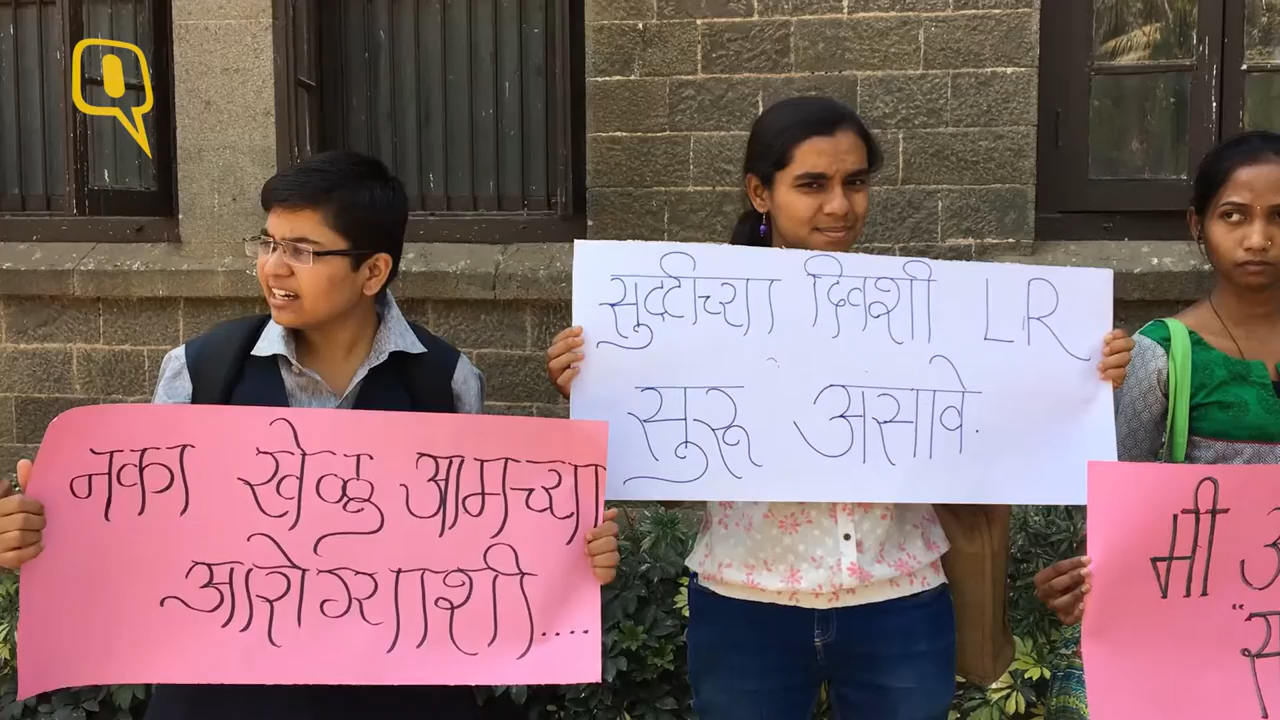 नका खेळू आमच्या
आरोग्याशी....
सुट्टीच्या दिवशी LR
सुरू असावे.
मी